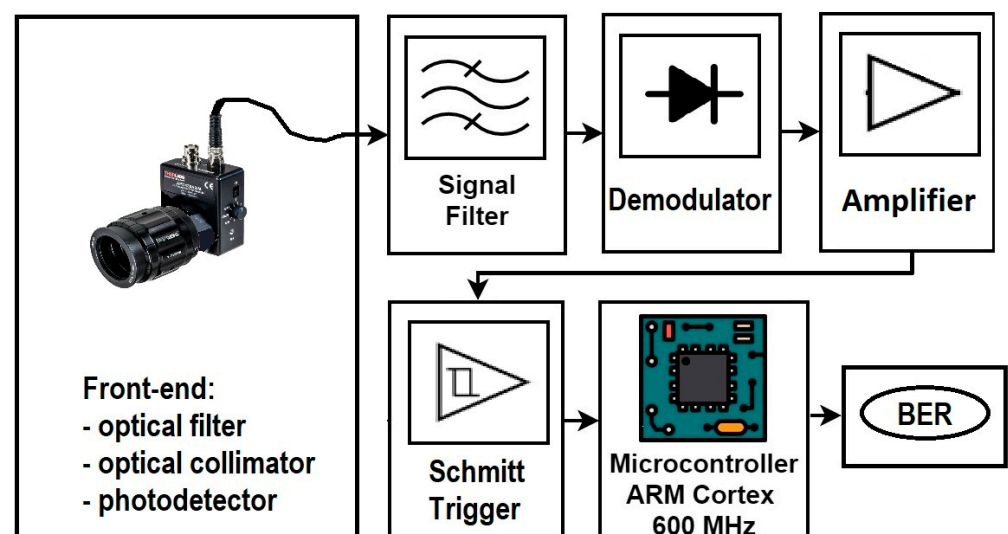 Signal
Filter
Demodulator
Amplifier
Front-end:
- optical filter
- optical collimator
- photodetector
Schmitt
Trigger
Microcontroller
ARM Cortex
600 MHz
BER